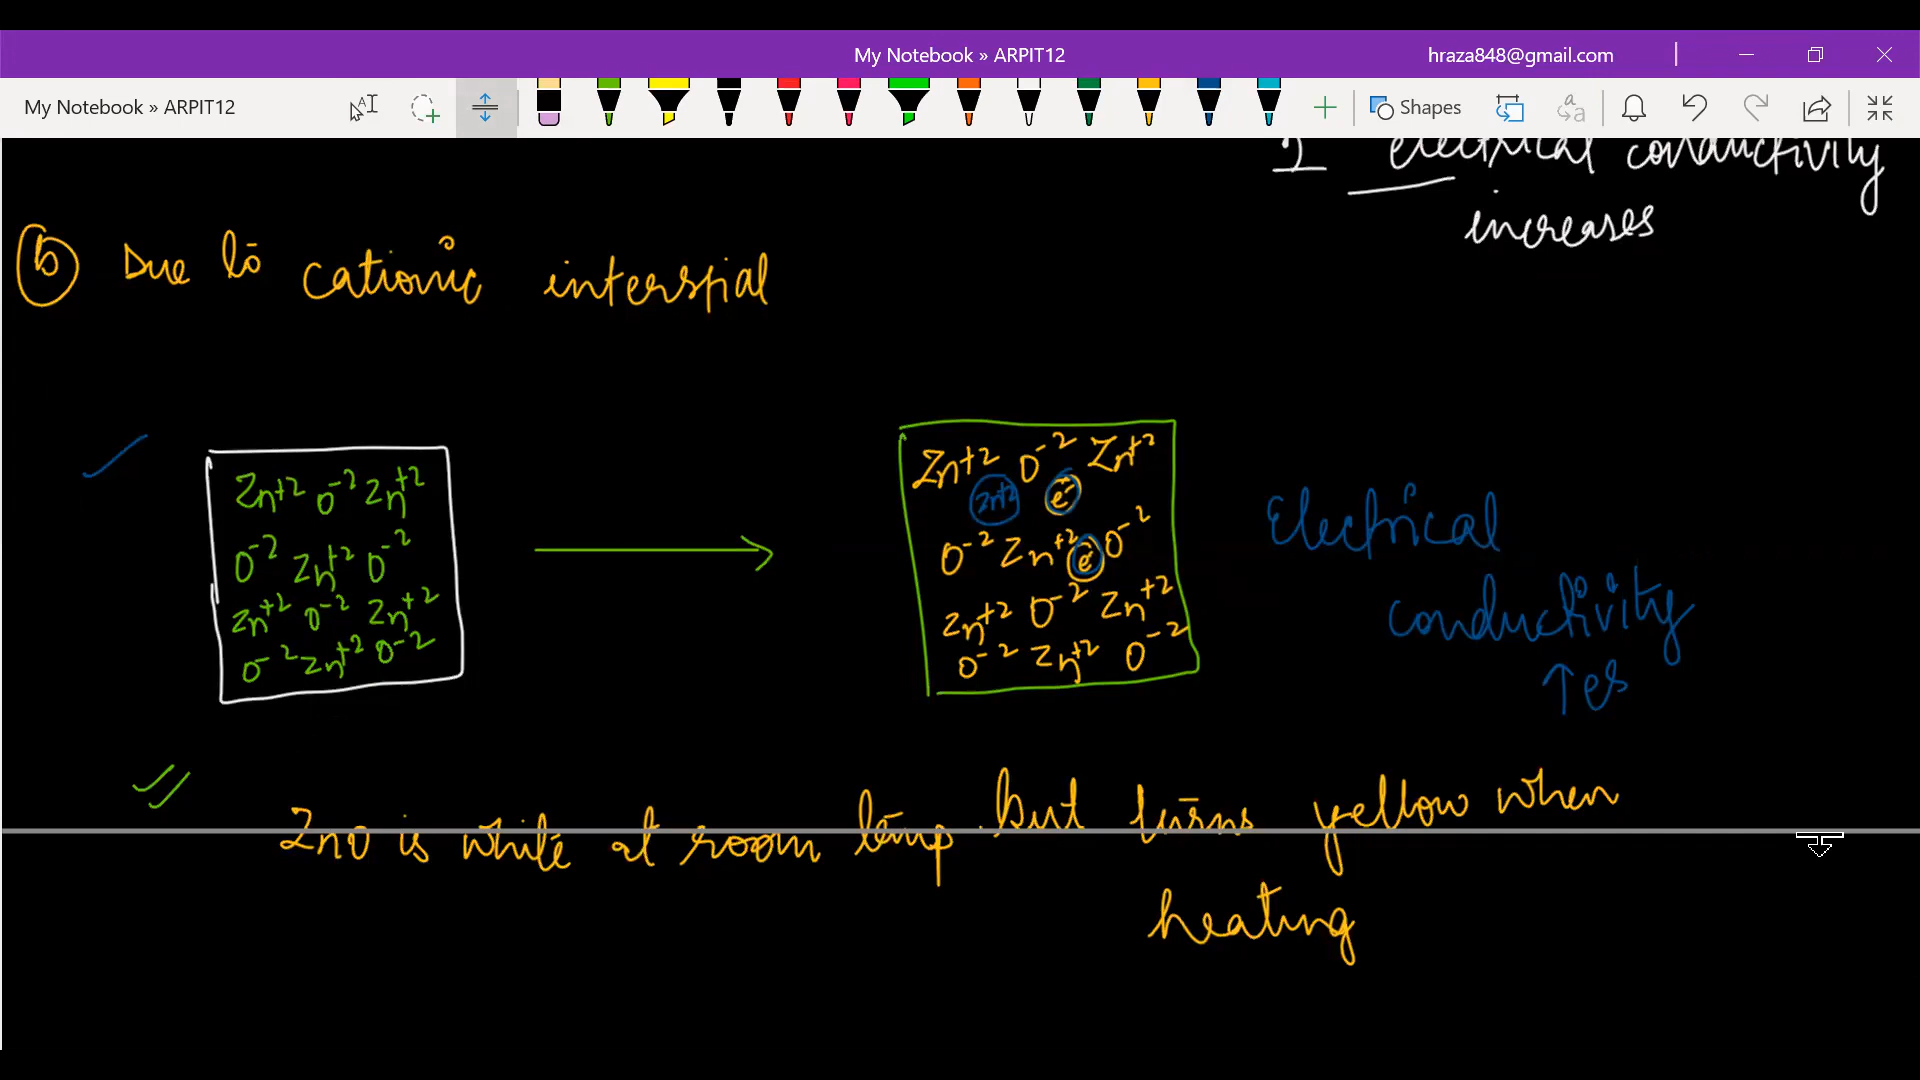 My Notebook » ARPIT12
hraza848@gmail.com
My Notebook » ARPIT12
Shapes
electrical conductivity
increases
(b) Due to cationic interstial
Zn+2 O-2 Zn+2
O-2 Zn+2 O-2
Zn+2 O-2 Zn+2
O-2 Zn+2 O-2
Zn+2 O-2 Zn+2
Zn+2 e-
O-2 Zn+2 e- O-2
Zn+2 O-2 Zn+2
O-2 Zn+2 O-2
Electrical
conductivity
↑es
ZnO is white at room temp. but turns yellow when
heating